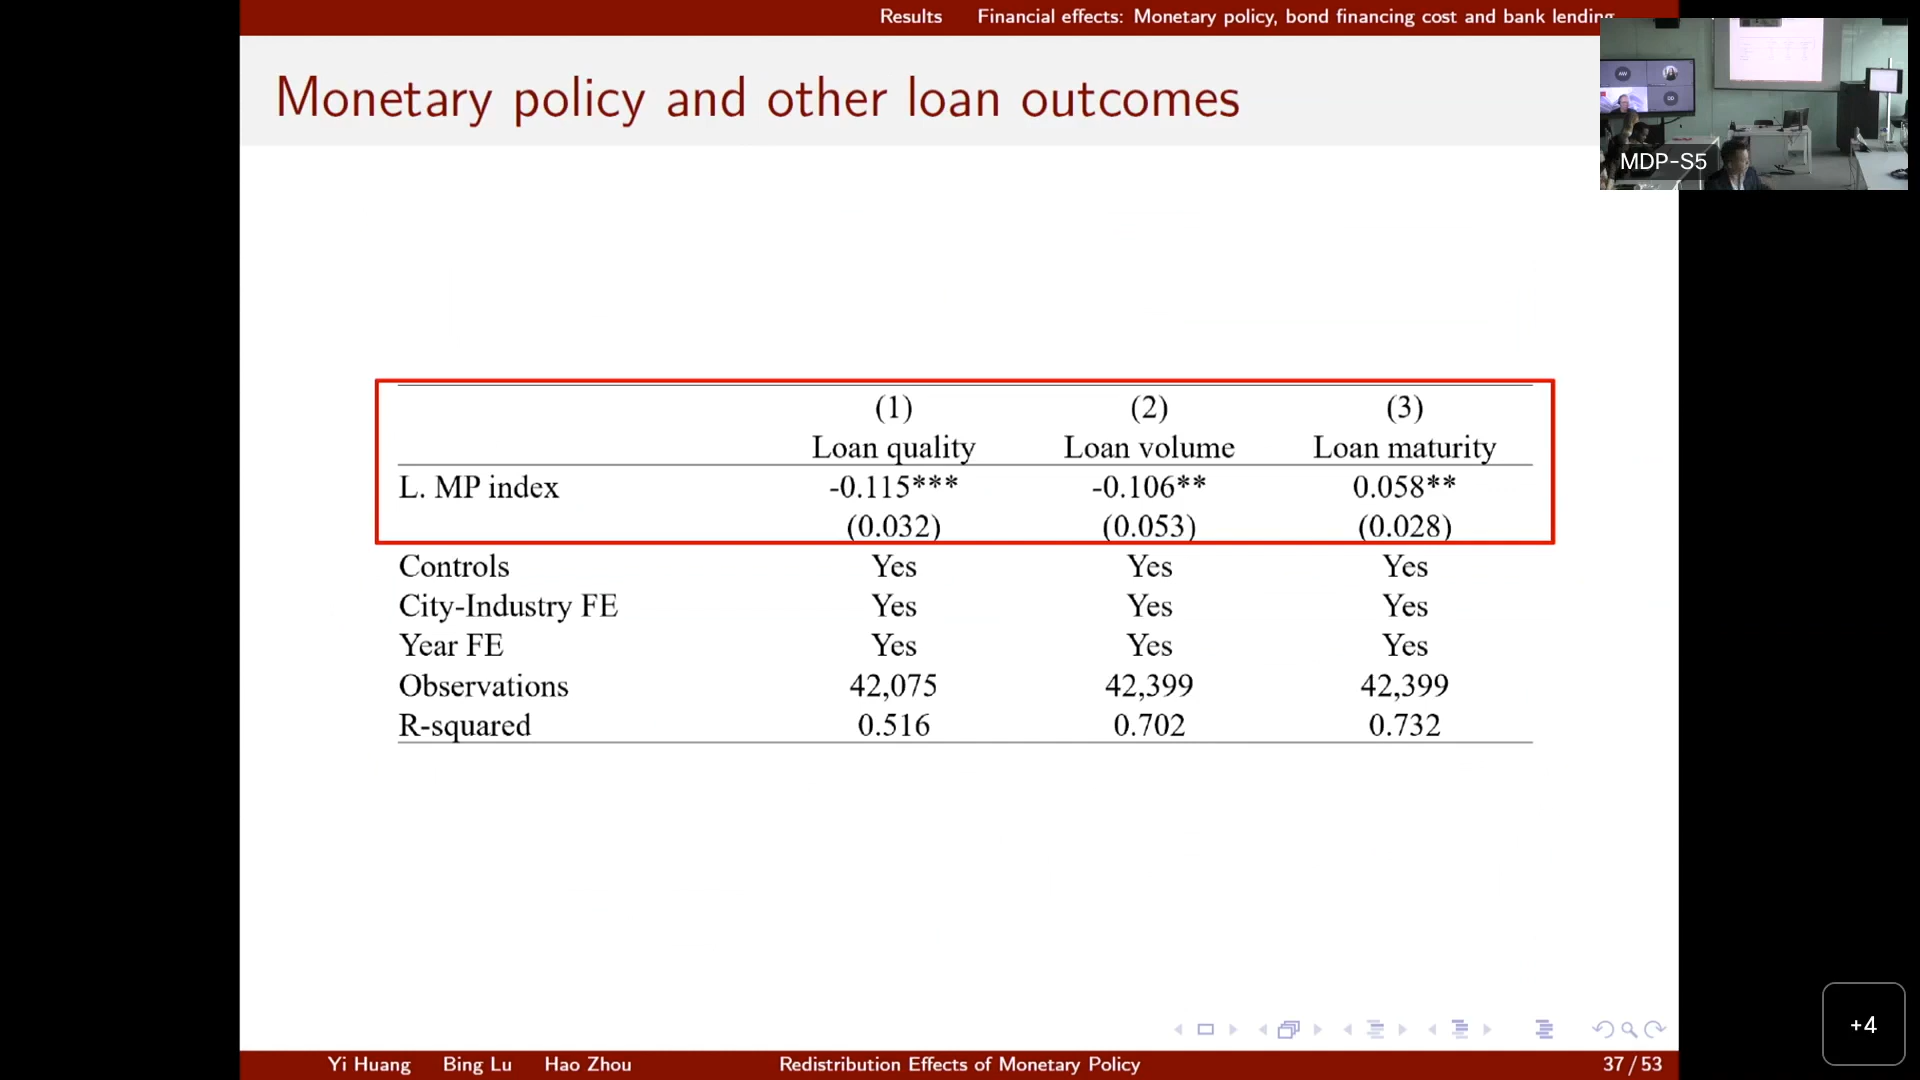 Results Financial effects: Monetary policy, bond financing cost and bank lending
Monetary policy and other loan outcomes
MDP-S5
(1) (2) (3)
Loan quality Loan volume Loan maturity
L. MP index -0.115*** -0.106** 0.058**
(0.032) (0.053) (0.028)
Controls Yes Yes Yes
City-Industry FE Yes Yes Yes
Year FE Yes Yes Yes
Observations 42,075 42,399 42,399
R-squared 0.516 0.702 0.732
+4
Yi Huang Bing Lu Hao Zhou Redistribution Effects of Monetary Policy 37 / 53